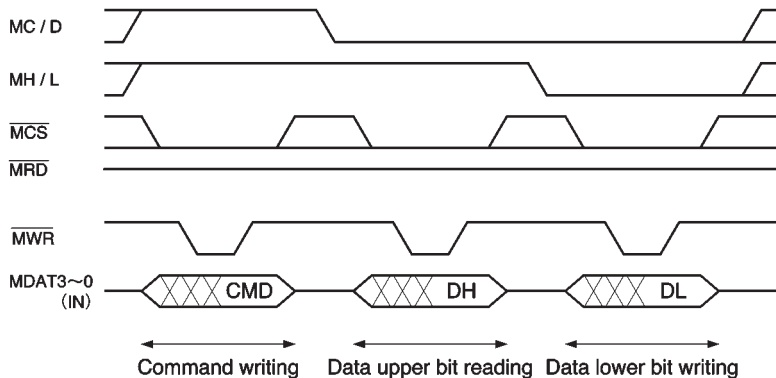 MC / D
MH / L
MCS
MRD
MWR
MDAT3~0
(IN)
CMD DH DL
Command writing Data upper bit reading Data lower bit writing